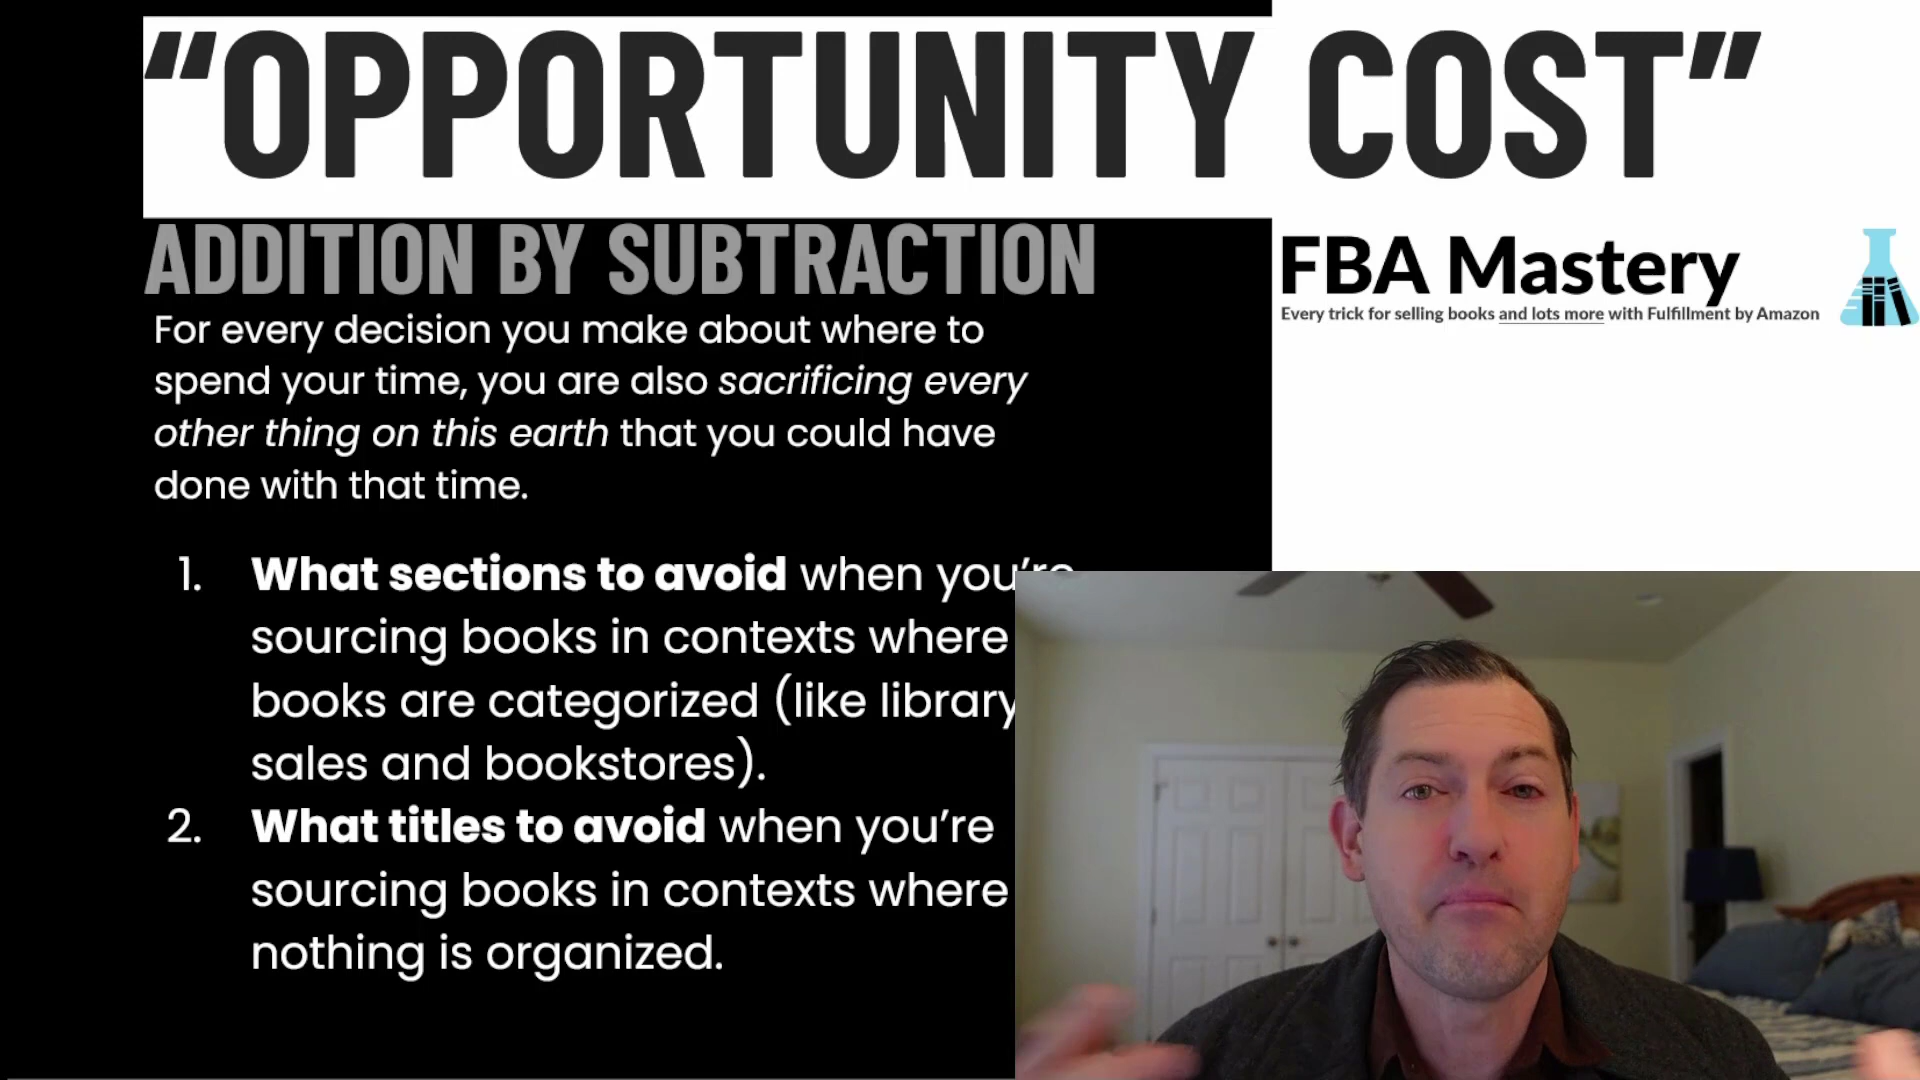 “OPPORTUNITY COST”
ADDITION BY SUBTRACTION
For every decision you make about where to
spend your time, you are also sacrificing every
other thing on this earth that you could have
done with that time.
1. What sections to avoid when you’re
sourcing books in contexts where
books are categorized (like library
sales and bookstores).
2. What titles to avoid when you’re
sourcing books in contexts where
nothing is organized.
FBA Mastery
Every trick for selling books and lots more with Fulfillment by Amazon